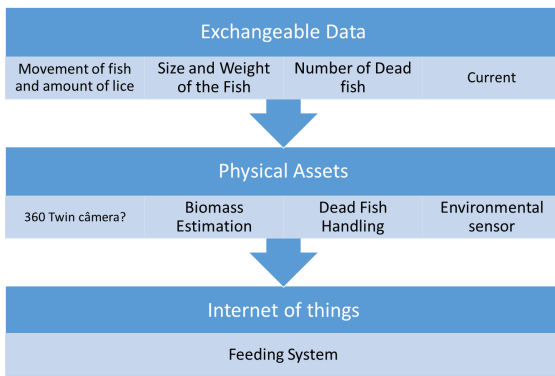 Exchangeable Data
Movement of fish
and amount of lice
Size and Weight
of the Fish
Number of Dead
fish
Current
Physical Assets
360 Twin câmera?
Biomass
Estimation
Dead Fish
Handling
Environmental
sensor
Internet of things
Feeding System